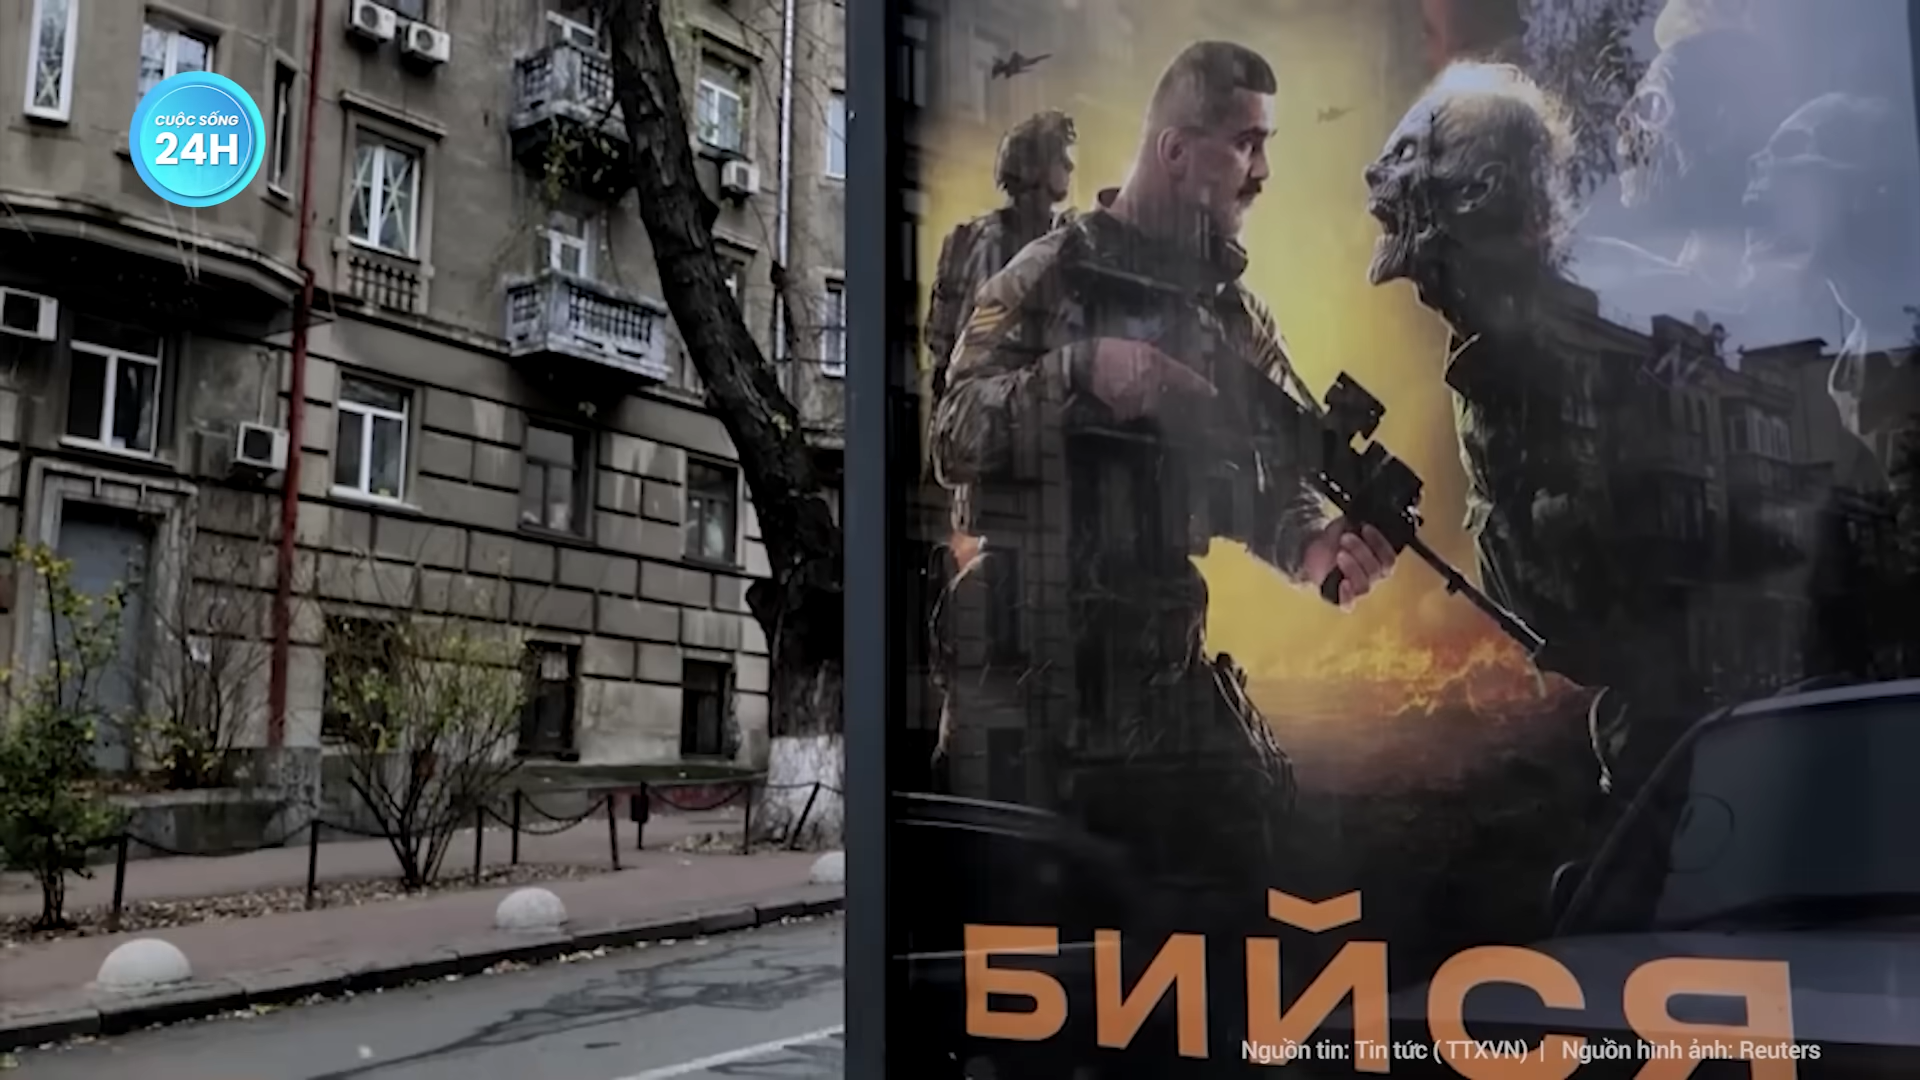 CUỘC SỐNG
24H
БИЙСЯ
Nguồn tin: Tin tức ( TTXVN) | Nguồn hình ảnh: Reuters